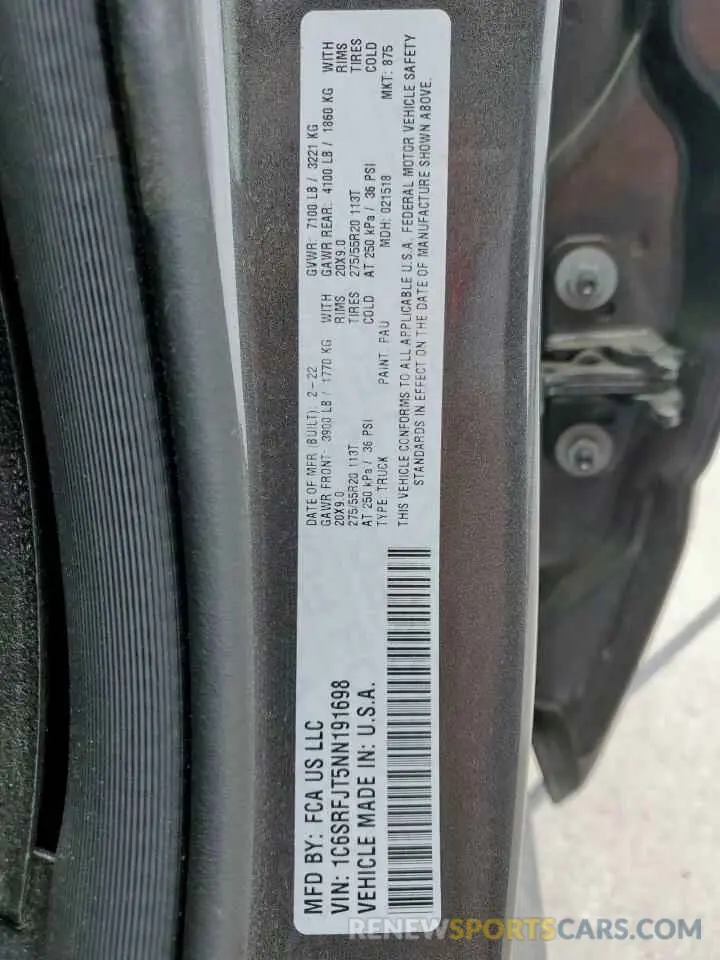 MFD BY: FCA US LLC
VIN: 1C6SRFJT5NN191698
VEHICLE MADE IN: U.S.A.
DATE OF MFR (BUILT): 2-22 GVWR: 7100 LB / 3221 KG
GAWR FRONT: 3900 LB / 1770 KG WITH GAWR REAR: 4100 LB / 1860 KG WITH
20X9.0 RIMS 20X9.0 RIMS
275/55R20 113T TIRES 275/55R20 113T TIRES
AT 250 kPa / 36 PSI COLD AT 250 kPa / 36 PSI COLD
TYPE TRUCK PAINT PAU MDH: 021518 MKT: 875
THIS VEHICLE CONFORMS TO ALL APPLICABLE U.S.A. FEDERAL MOTOR VEHICLE SAFETY
STANDARDS IN EFFECT ON THE DATE OF MANUFACTURE SHOWN ABOVE.
RENEWSPORTSCARS.COM